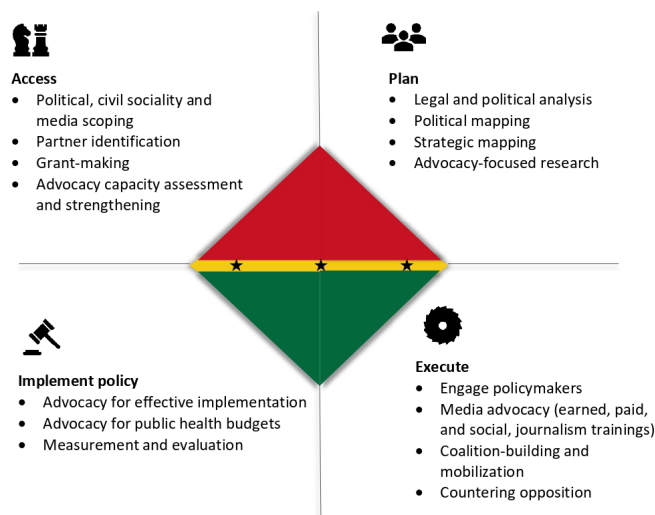 Access
• Political, civil sociality and
media scoping
• Partner identification
• Grant-making
• Advocacy capacity assessment
and strengthening
Plan
• Legal and political analysis
• Political mapping
• Strategic mapping
• Advocacy-focused research
Implement policy
• Advocacy for effective implementation
• Advocacy for public health budgets
• Measurement and evaluation
Execute
• Engage policymakers
• Media advocacy (earned, paid,
and social, journalism trainings)
• Coalition-building and
mobilization
• Countering opposition